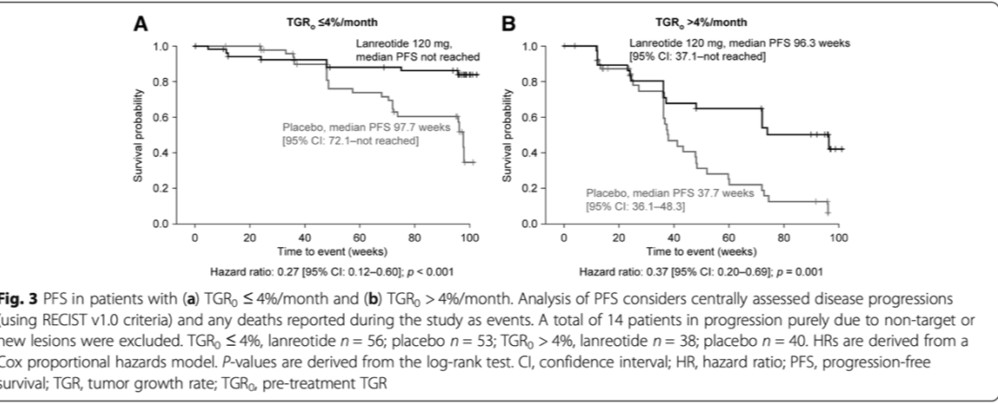 A
TGR₀ ≤4%/month
Survival probability
1.0
0.8
0.6
0.4
0.2
0.0
Lanreotide 120 mg,
median PFS not reached
Placebo, median PFS 97.7 weeks
[95% CI: 72.1–not reached]
0 20 40 60 80 100
Time to event (weeks)
Hazard ratio: 0.27 [95% CI: 0.12–0.60]; p < 0.001
B
TGR₀ >4%/month
Survival probability
1.0
0.8
0.6
0.4
0.2
0.0
Lanreotide 120 mg, median PFS 96.3 weeks
[95% CI: 37.1–not reached]
Placebo, median PFS 37.7 weeks
[95% CI: 36.1–48.3]
0 20 40 60 80 100
Time to event (weeks)
Hazard ratio: 0.37 [95% CI: 0.20–0.69]; p = 0.001
Fig. 3 PFS in patients with (a) TGR₀ ≤ 4%/month and (b) TGR₀ > 4%/month. Analysis of PFS considers centrally assessed disease progressions
(using RECIST v1.0 criteria) and any deaths reported during the study as events. A total of 14 patients in progression purely due to non-target or
new lesions were excluded. TGR₀ ≤ 4%, lanreotide n = 56; placebo n = 53; TGR₀ > 4%, lanreotide n = 38; placebo n = 40. HRs are derived from a
Cox proportional hazards model. P-values are derived from the log-rank test. CI, confidence interval; HR, hazard ratio; PFS, progression-free
survival; TGR, tumor growth rate; TGR₀, pre-treatment TGR